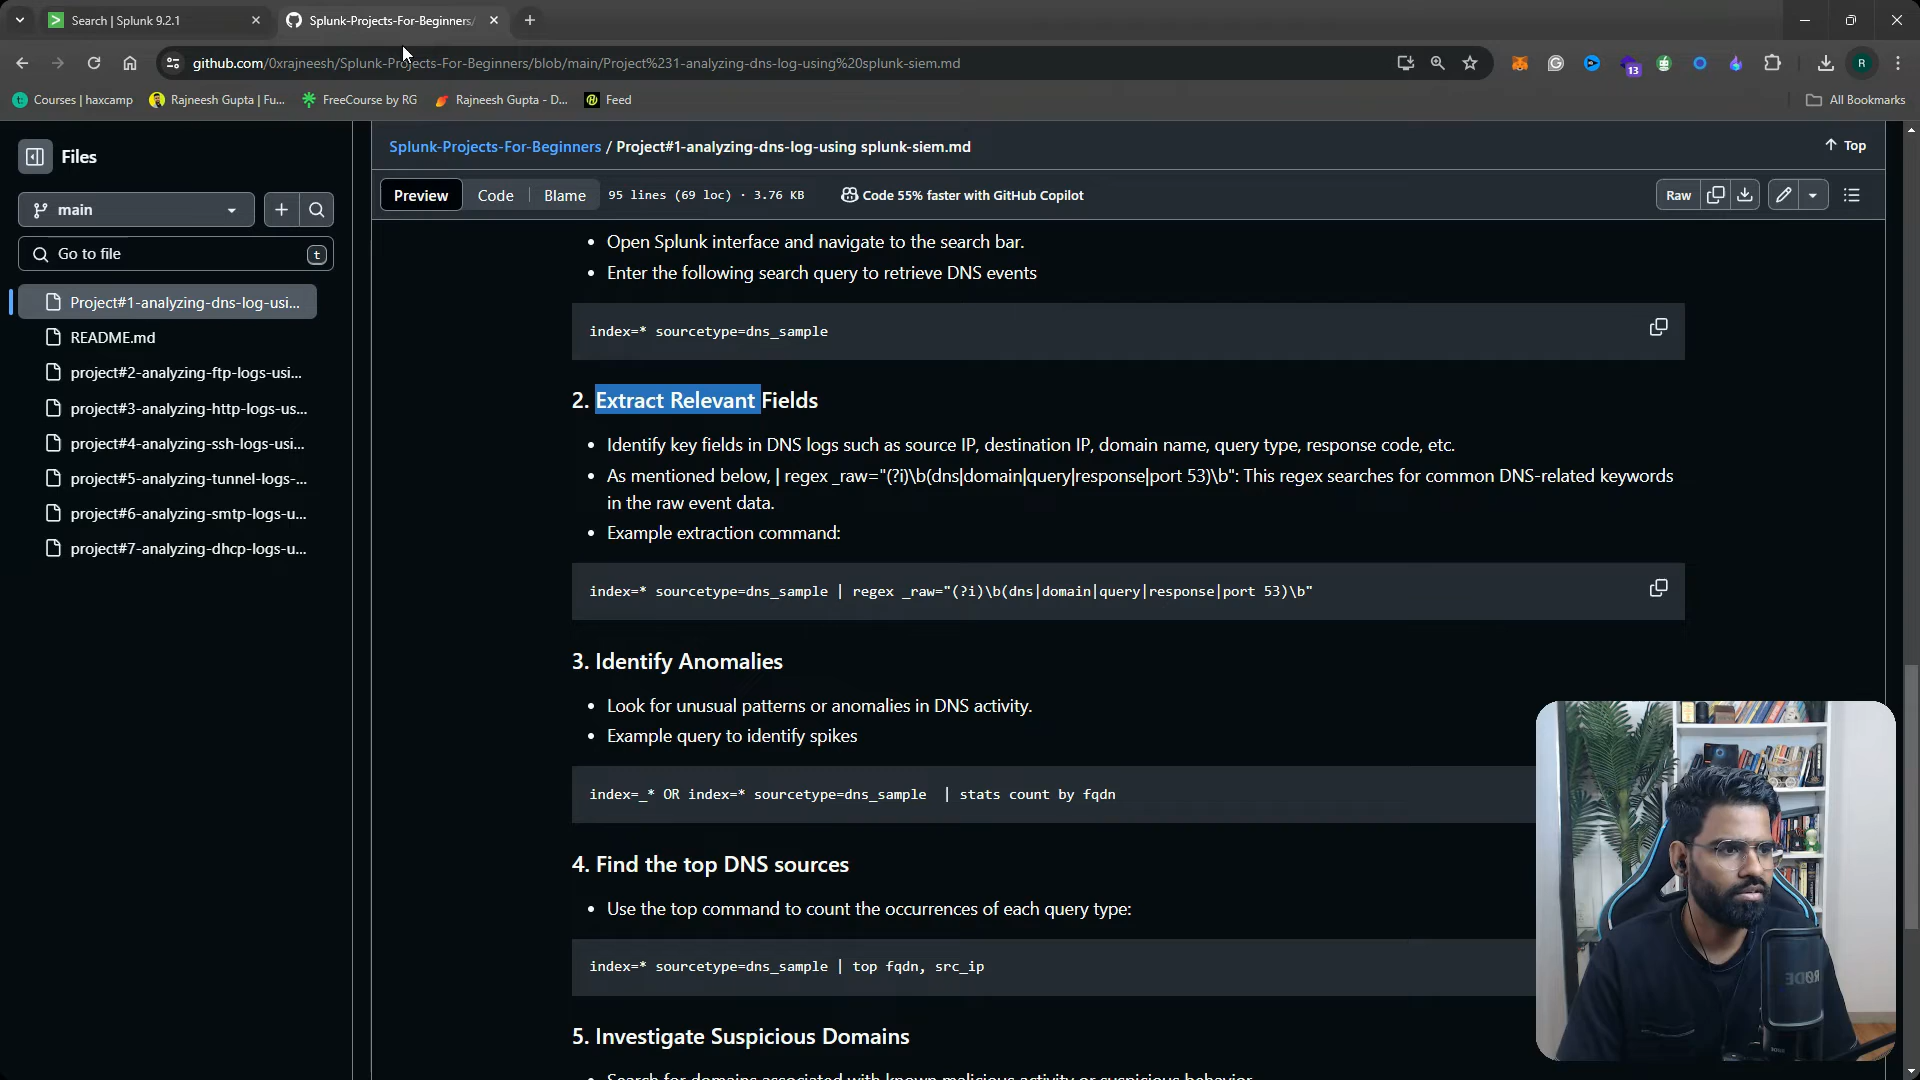 Search | Splunk 9.2.1
Splunk-Projects-For-Beginners/
github.com/0xrajneesh/Splunk-Projects-For-Beginners/blob/main/Project%231-analyzing-dns-log-using%20splunk-siem.md
13
R
Courses | haxcamp
Rajneesh Gupta | Fu...
FreeCourse by RG
Rajneesh Gupta - D...
Feed
All Bookmarks
Files
Splunk-Projects-For-Beginners / Project#1-analyzing-dns-log-using splunk-siem.md
Top
main
Preview
Code
Blame
95 lines (69 loc) · 3.76 KB
Code 55% faster with GitHub Copilot
Raw
Go to file
t
Project#1-analyzing-dns-log-usi...
README.md
project#2-analyzing-ftp-logs-usi...
project#3-analyzing-http-logs-us...
project#4-analyzing-ssh-logs-usi...
project#5-analyzing-tunnel-logs-...
project#6-analyzing-smtp-logs-u...
project#7-analyzing-dhcp-logs-u...
• Open Splunk interface and navigate to the search bar.
• Enter the following search query to retrieve DNS events
index=* sourcetype=dns_sample
2. Extract Relevant Fields
• Identify key fields in DNS logs such as source IP, destination IP, domain name, query type, response code, etc.
• As mentioned below, | regex _raw="(?i)\b(dns|domain|query|response|port 53)\b": This regex searches for common DNS-related keywords
in the raw event data.
• Example extraction command:
index=* sourcetype=dns_sample | regex _raw="(?i)\b(dns|domain|query|response|port 53)\b"
3. Identify Anomalies
• Look for unusual patterns or anomalies in DNS activity.
• Example query to identify spikes
index=_* OR index=* sourcetype=dns_sample  | stats count by fqdn
4. Find the top DNS sources
• Use the top command to count the occurrences of each query type:
index=* sourcetype=dns_sample | top fqdn, src_ip
5. Investigate Suspicious Domains
• Search for domains associated with known malicious activity or suspicious behavior
RØDE